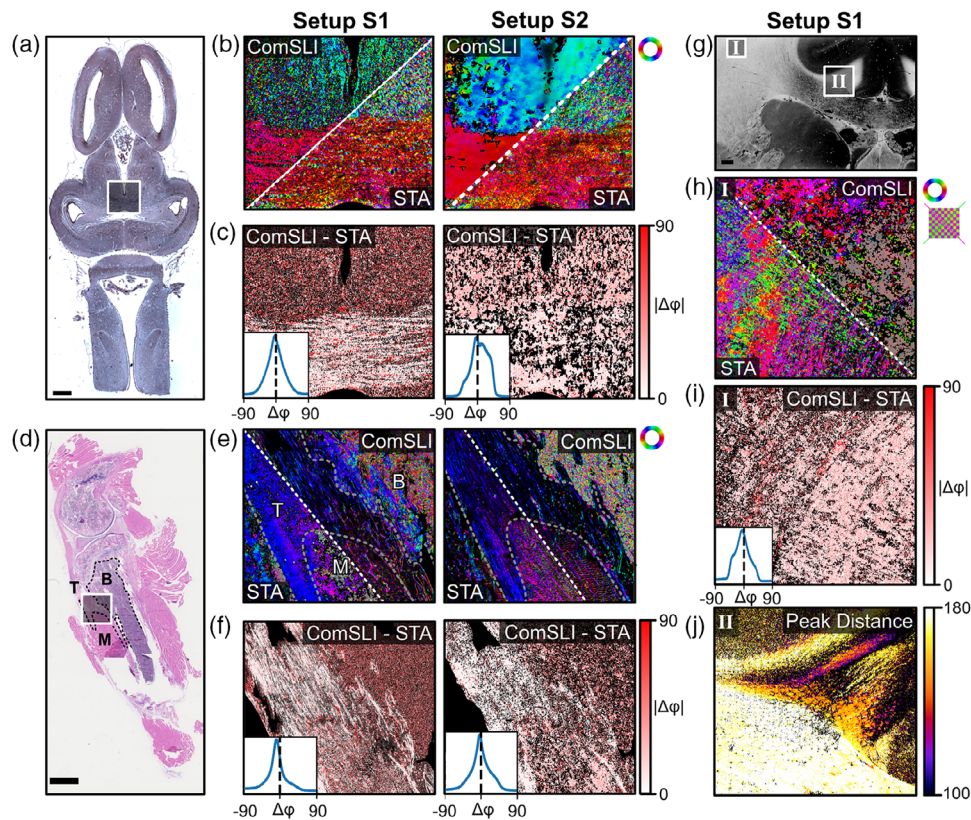 Setup S1
Setup S2
Setup S1
(a)
(b)
ComSLI
STA
ComSLI
STA
(c)
ComSLI - STA
-90
Δφ
90
ComSLI - STA
-90
Δφ
90
90
|Δφ|
0
(d)
T
B
M
(e)
ComSLI
T
B
M
STA
ComSLI
STA
(f)
ComSLI - STA
-90
Δφ
90
ComSLI - STA
-90
Δφ
90
90
|Δφ|
0
(g)
I
II
(h)
I
ComSLI
STA
(i)
I
ComSLI - STA
-90
Δφ
90
90
|Δφ|
0
(j)
II
Peak Distance
180
100